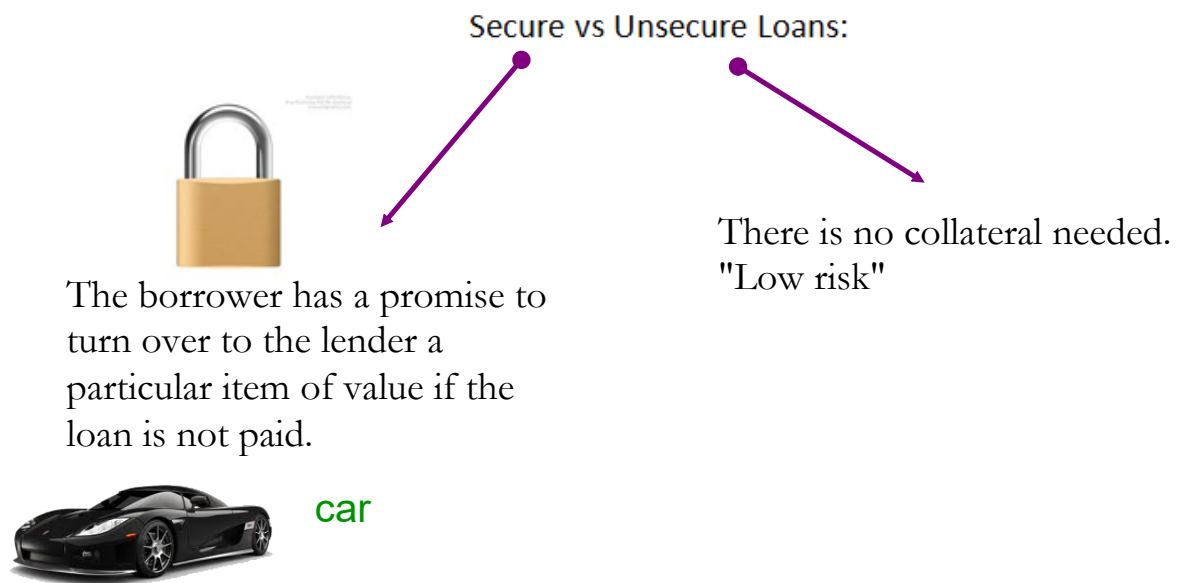 Secure vs Unsecure Loans:
There is no collateral needed.
"Low risk"
The borrower has a promise to
turn over to the lender a
particular item of value if the
loan is not paid.
car